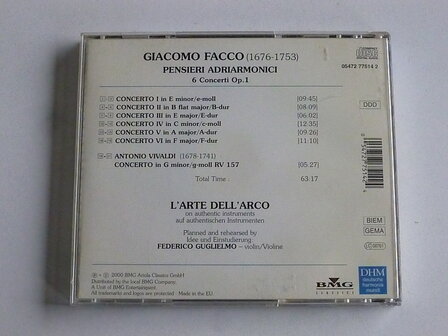 GIACOMO FACCO (1676-1753)
PENSIERI ADRIARMONICI
6 Concerti Op.1
05472 77514 2
CONCERTO I in E minor/e-moll [09:45]
CONCERTO II in B flat major/B-dur [08:09]
CONCERTO III in E major/E-dur [06:02]
CONCERTO IV in C minor/c-moll [12:35]
CONCERTO V in A major/A-dur [09:26]
CONCERTO VI in F major/F-dur [11:10]
DDD
ANTONIO VIVALDI (1678-1741)
CONCERTO in G minor/g-moll RV 157 [05:27]
Total Time: 63:17
L'ARTE DELL'ARCO
on authentic instruments
auf authentischen Instrumenten
Planned and rehearsed by
Idee und Einstudierung:
FEDERICO GUGLIELMO – violin/Violine
BIEM
GEMA
℗ + © 2000 BMG Ariola Classics GmbH
Distributed by the local BMG Company.
A Unit of BMG Entertainment.
All trademarks and logos are protected. Made in the EU.
BMG
CLASSICS
DHM
deutsche
harmonia
mundi